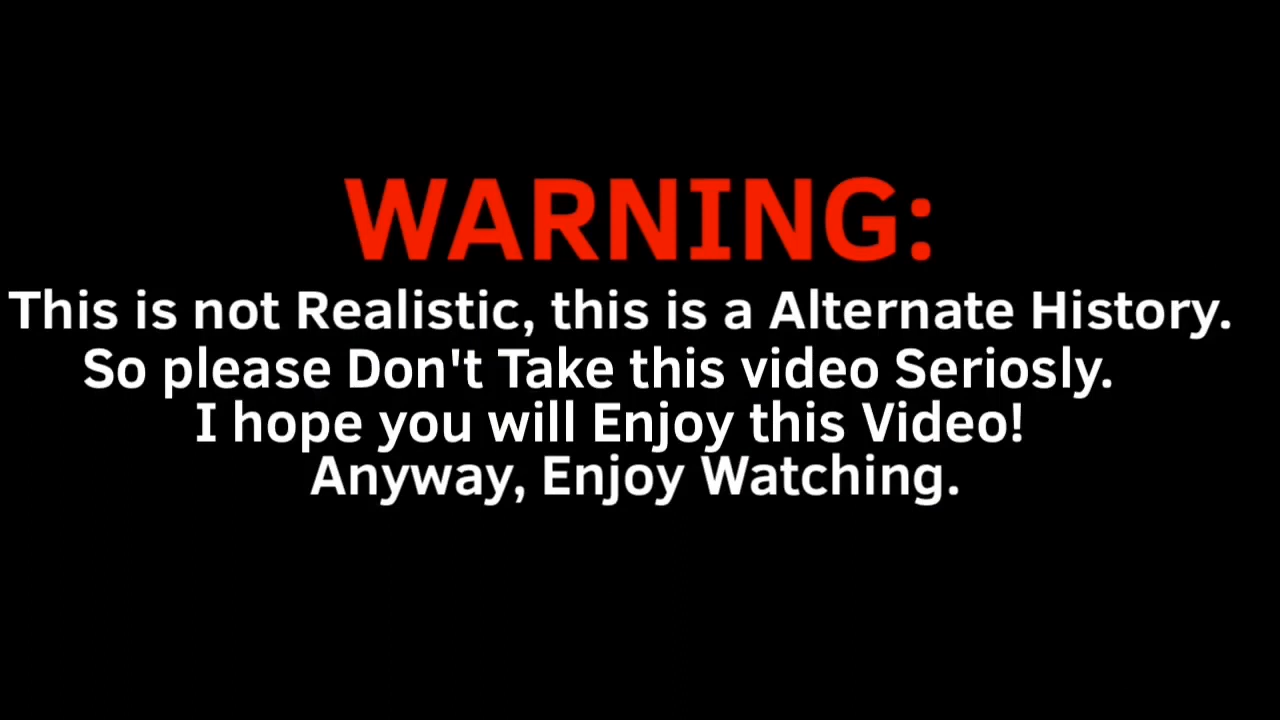 WARNING:
This is not Realistic, this is a Alternate History.
So please Don't Take this video Seriosly.
I hope you will Enjoy this Video!
Anyway, Enjoy Watching.